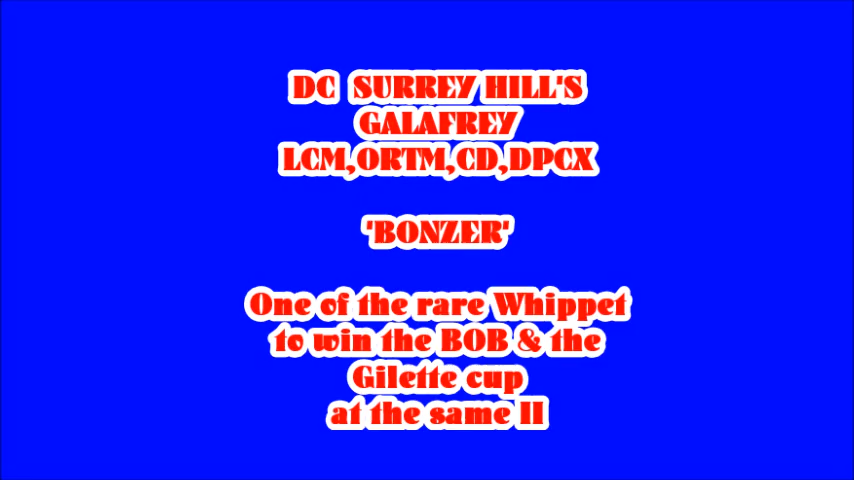 DC SURREY HILL'S
GALAFREY
LCM,ORTM,CD,DPCX
'BONZER'
One of the rare Whippet
to win the BOB & the
Gilette cup
at the same II